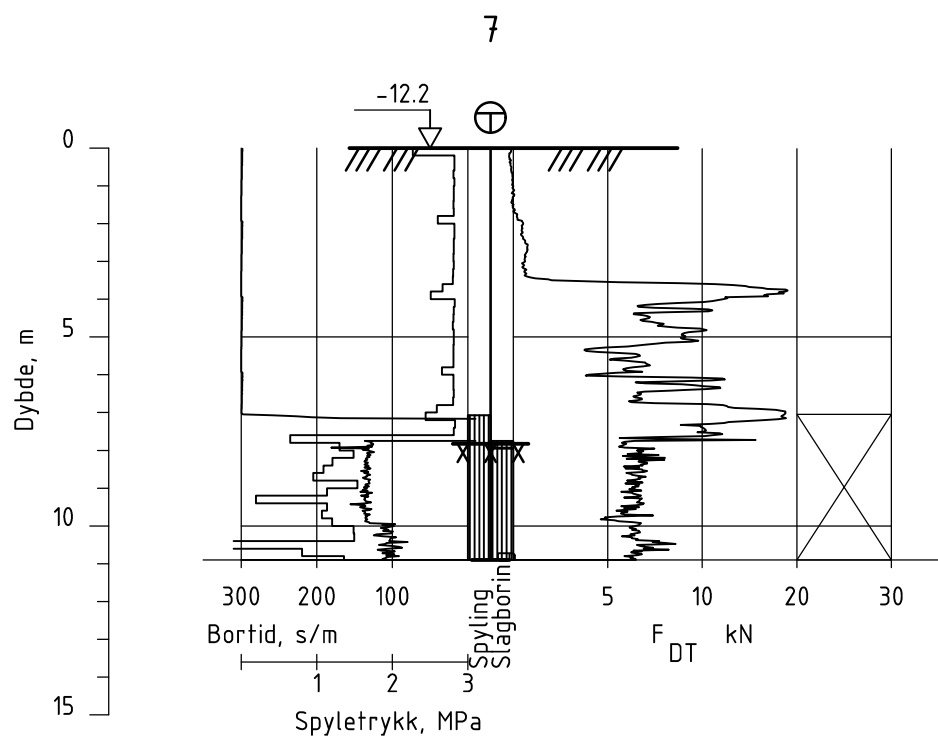 7
-12.2
0
5
10
15
Dybde, m
300 200 100 5 10 20 30
Bortid, s/m
Spyling
Slagborin
F DT kN
1 2 3
Spyletrykk, MPa